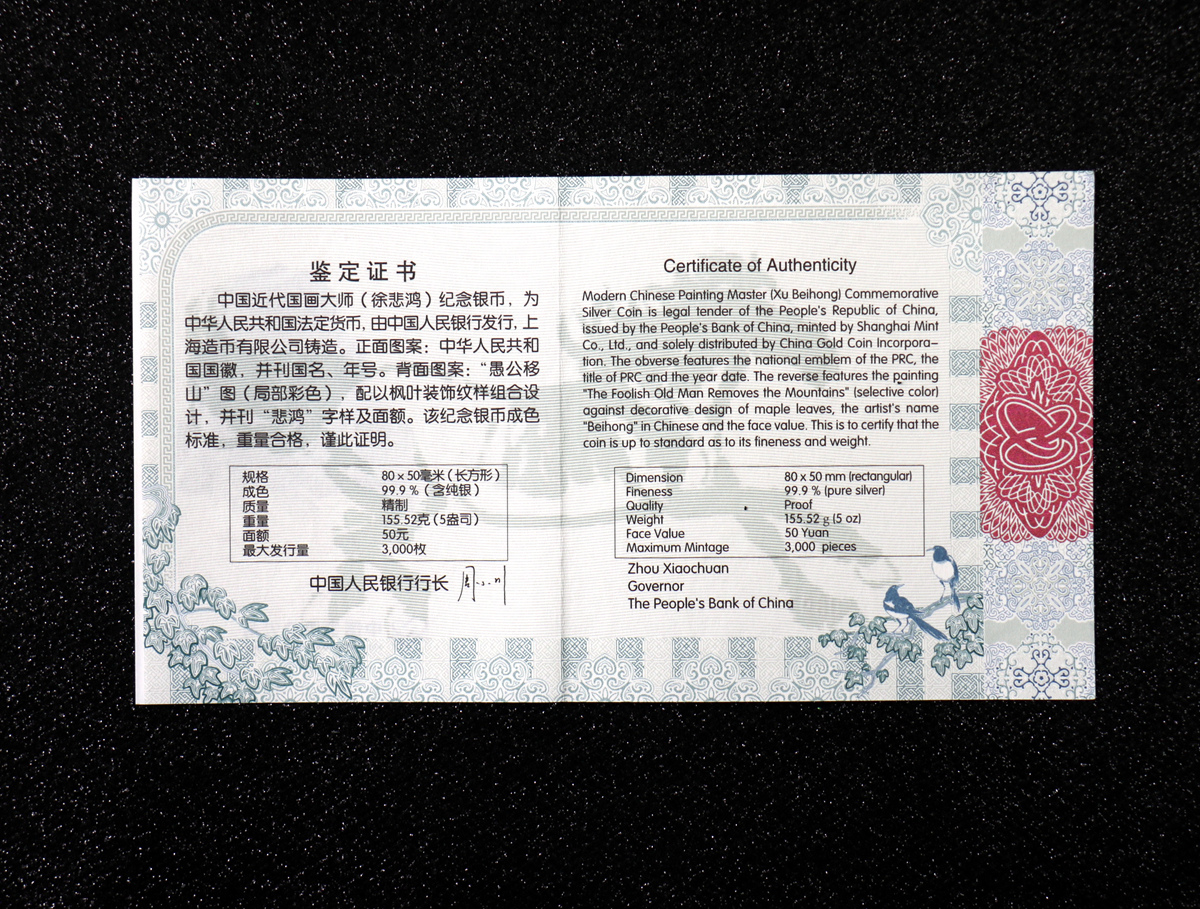 鉴定证书
中国近代国画大师（徐悲鸿）纪念银币，为
中华人民共和国法定货币，由中国人民银行发行，上
海造币有限公司铸造。正面图案：中华人民共和
国国徽，并刊国名、年号。背面图案：“愚公移
山”图（局部彩色），配以枫叶装饰纹样组合设
计，并刊“悲鸿”字样及面额。该纪念银币成色
标准，重量合格，谨此证明。
规格 80×50毫米（长方形）
成色 99.9%（含纯银）
质量 精制
重量 155.52克（5盎司）
面额 50元
最大发行量 3,000枚
中国人民银行行长 周小川
Certificate of Authenticity
Modern Chinese Painting Master (Xu Beihong) Commemorative
Silver Coin is legal tender of the People's Republic of China,
issued by the People's Bank of China, minted by Shanghai Mint
Co., Ltd., and solely distributed by China Gold Coin Incorpora-
tion. The obverse features the national emblem of the PRC, the
title of PRC and the year date. The reverse features the painting
"The Foolish Old Man Removes the Mountains" (selective color)
against decorative design of maple leaves, the artist's name
"Beihong" in Chinese and the face value. This is to certify that the
coin is up to standard as to its fineness and weight.
Dimension 80 x 50 mm (rectangular)
Fineness 99.9 % (pure silver)
Quality Proof
Weight 155.52 g (5 oz)
Face Value 50 Yuan
Maximum Mintage 3,000 pieces
Zhou Xiaochuan
Governor
The People's Bank of China